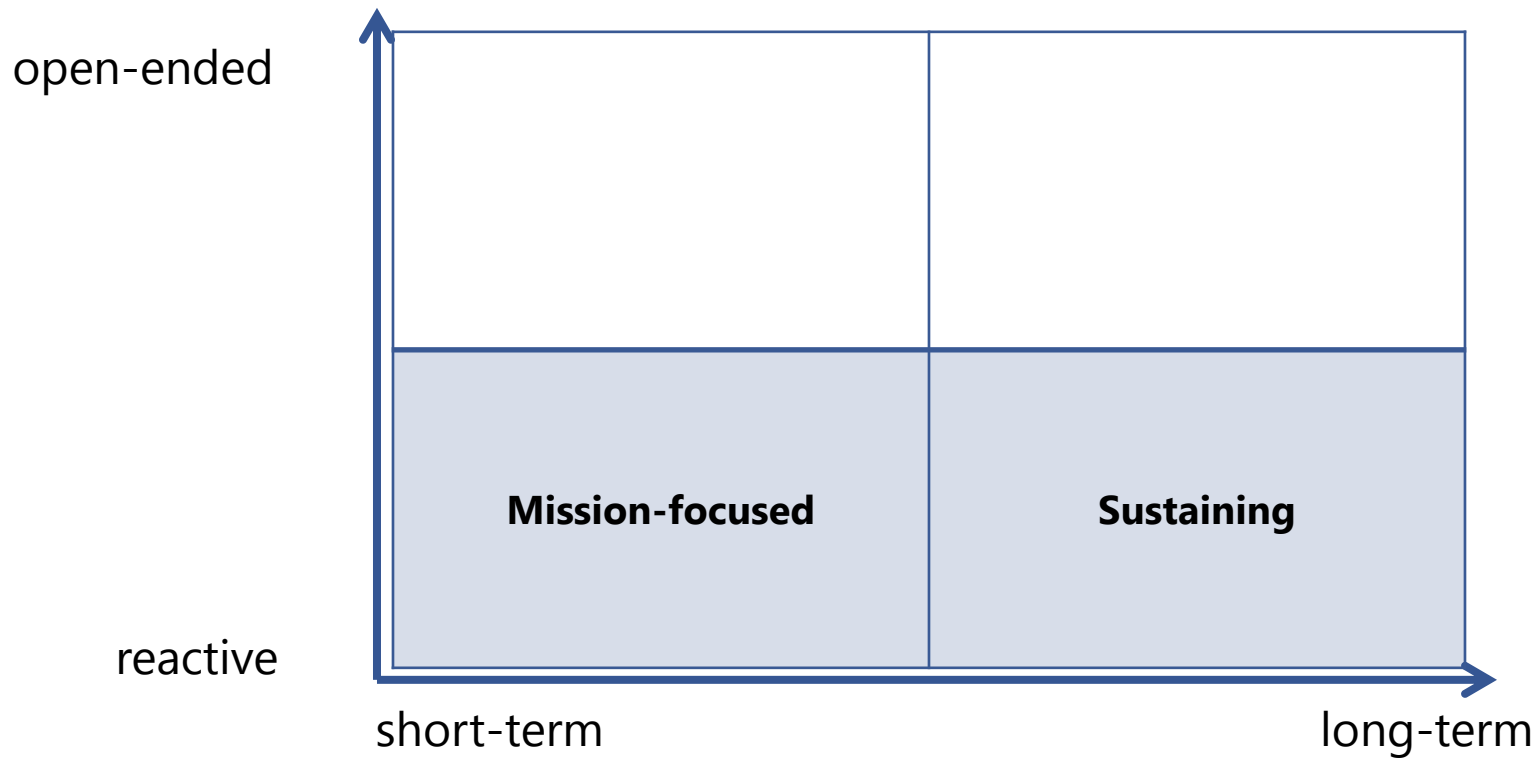 open-ended
Mission-focused
Sustaining
reactive
short-term
long-term